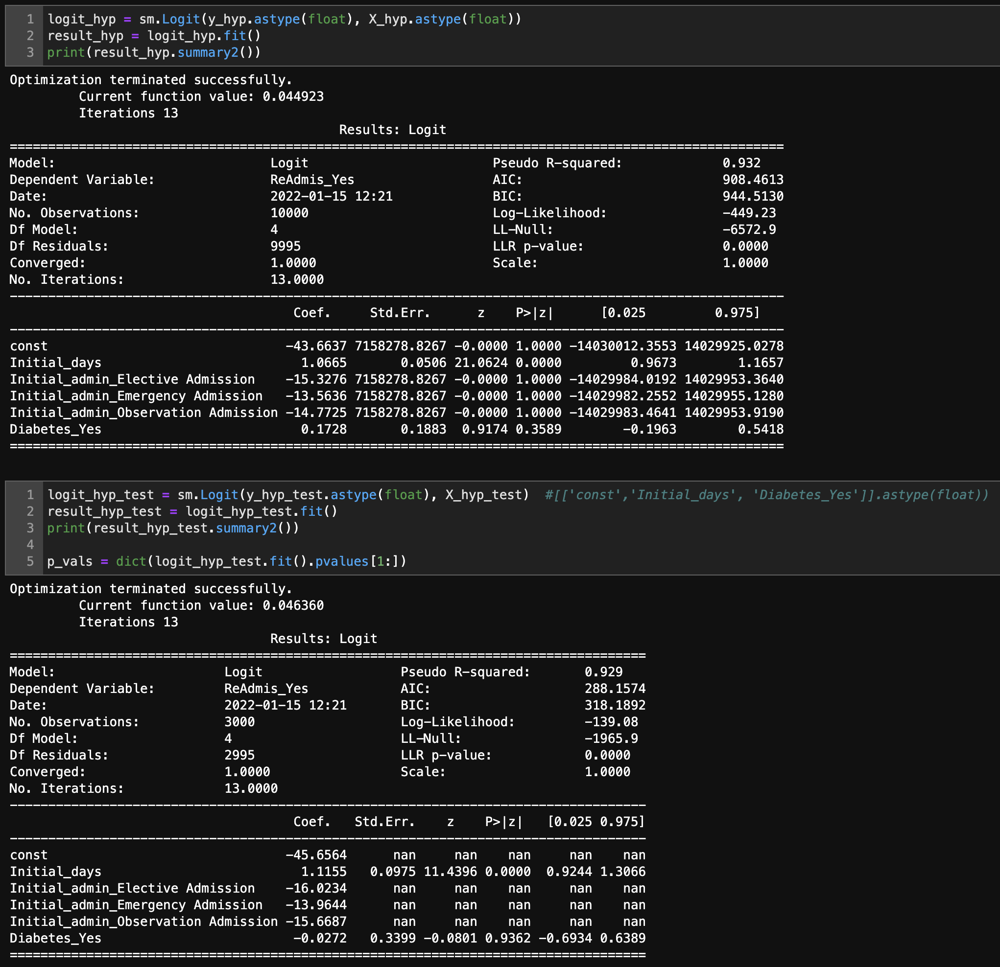 1 logit_hyp = sm.Logit(y_hyp.astype(float), X_hyp.astype(float))
2 result_hyp = logit_hyp.fit()
3 print(result_hyp.summary2())
Optimization terminated successfully.
         Current function value: 0.044923
         Iterations 13
Results: Logit
=====================================================================================================
Model: Logit Pseudo R-squared: 0.932
Dependent Variable: ReAdmis_Yes AIC: 908.4613
Date: 2022-01-15 12:21 BIC: 944.5130
No. Observations: 10000 Log-Likelihood: -449.23
Df Model: 4 LL-Null: -6572.9
Df Residuals: 9995 LLR p-value: 0.0000
Converged: 1.0000 Scale: 1.0000
No. Iterations: 13.0000
-----------------------------------------------------------------------------------------------------
Coef. Std.Err. z P>|z| [0.025 0.975]
-----------------------------------------------------------------------------------------------------
const -43.6637 7158278.8267 -0.0000 1.0000 -14030012.3553 14029925.0278
Initial_days 1.0665 0.0506 21.0624 0.0000 0.9673 1.1657
Initial_admin_Elective Admission -15.3276 7158278.8267 -0.0000 1.0000 -14029984.0192 14029953.3640
Initial_admin_Emergency Admission -13.5636 7158278.8267 -0.0000 1.0000 -14029982.2552 14029955.1280
Initial_admin_Observation Admission -14.7725 7158278.8267 -0.0000 1.0000 -14029983.4641 14029953.9190
Diabetes_Yes 0.1728 0.1883 0.9174 0.3589 -0.1963 0.5418
=====================================================================================================
1 logit_hyp_test = sm.Logit(y_hyp_test.astype(float), X_hyp_test)  #[['const','Initial_days', 'Diabetes_Yes']].astype(float))
2 result_hyp_test = logit_hyp_test.fit()
3 print(result_hyp_test.summary2())
4
5 p_vals = dict(logit_hyp_test.fit().pvalues[1:])
Optimization terminated successfully.
         Current function value: 0.046360
         Iterations 13
Results: Logit
===================================================================================
Model: Logit Pseudo R-squared: 0.929
Dependent Variable: ReAdmis_Yes AIC: 288.1574
Date: 2022-01-15 12:21 BIC: 318.1892
No. Observations: 3000 Log-Likelihood: -139.08
Df Model: 4 LL-Null: -1965.9
Df Residuals: 2995 LLR p-value: 0.0000
Converged: 1.0000 Scale: 1.0000
No. Iterations: 13.0000
-----------------------------------------------------------------------------------
Coef. Std.Err. z P>|z| [0.025 0.975]
-----------------------------------------------------------------------------------
const -45.6564 nan nan nan nan nan
Initial_days 1.1155 0.0975 11.4396 0.0000 0.9244 1.3066
Initial_admin_Elective Admission -16.0234 nan nan nan nan nan
Initial_admin_Emergency Admission -13.9644 nan nan nan nan nan
Initial_admin_Observation Admission -15.6687 nan nan nan nan nan
Diabetes_Yes -0.0272 0.3399 -0.0801 0.9362 -0.6934 0.6389
===================================================================================